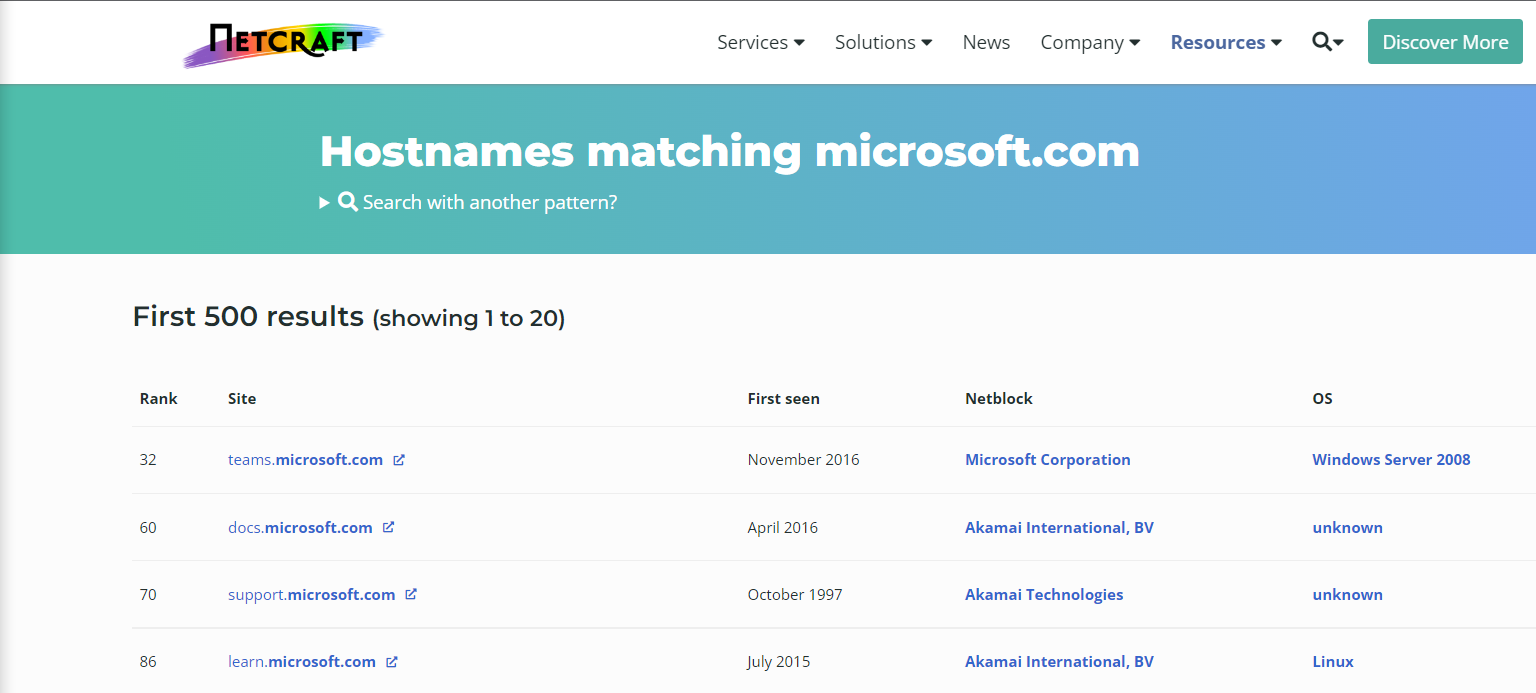 NETCRAFT
Services Solutions News Company Resources Discover More
Hostnames matching microsoft.com
Search with another pattern?
First 500 results (showing 1 to 20)
Rank Site First seen Netblock OS
32 teams.microsoft.com November 2016 Microsoft Corporation Windows Server 2008
60 docs.microsoft.com April 2016 Akamai International, BV unknown
70 support.microsoft.com October 1997 Akamai Technologies unknown
86 learn.microsoft.com July 2015 Akamai International, BV Linux